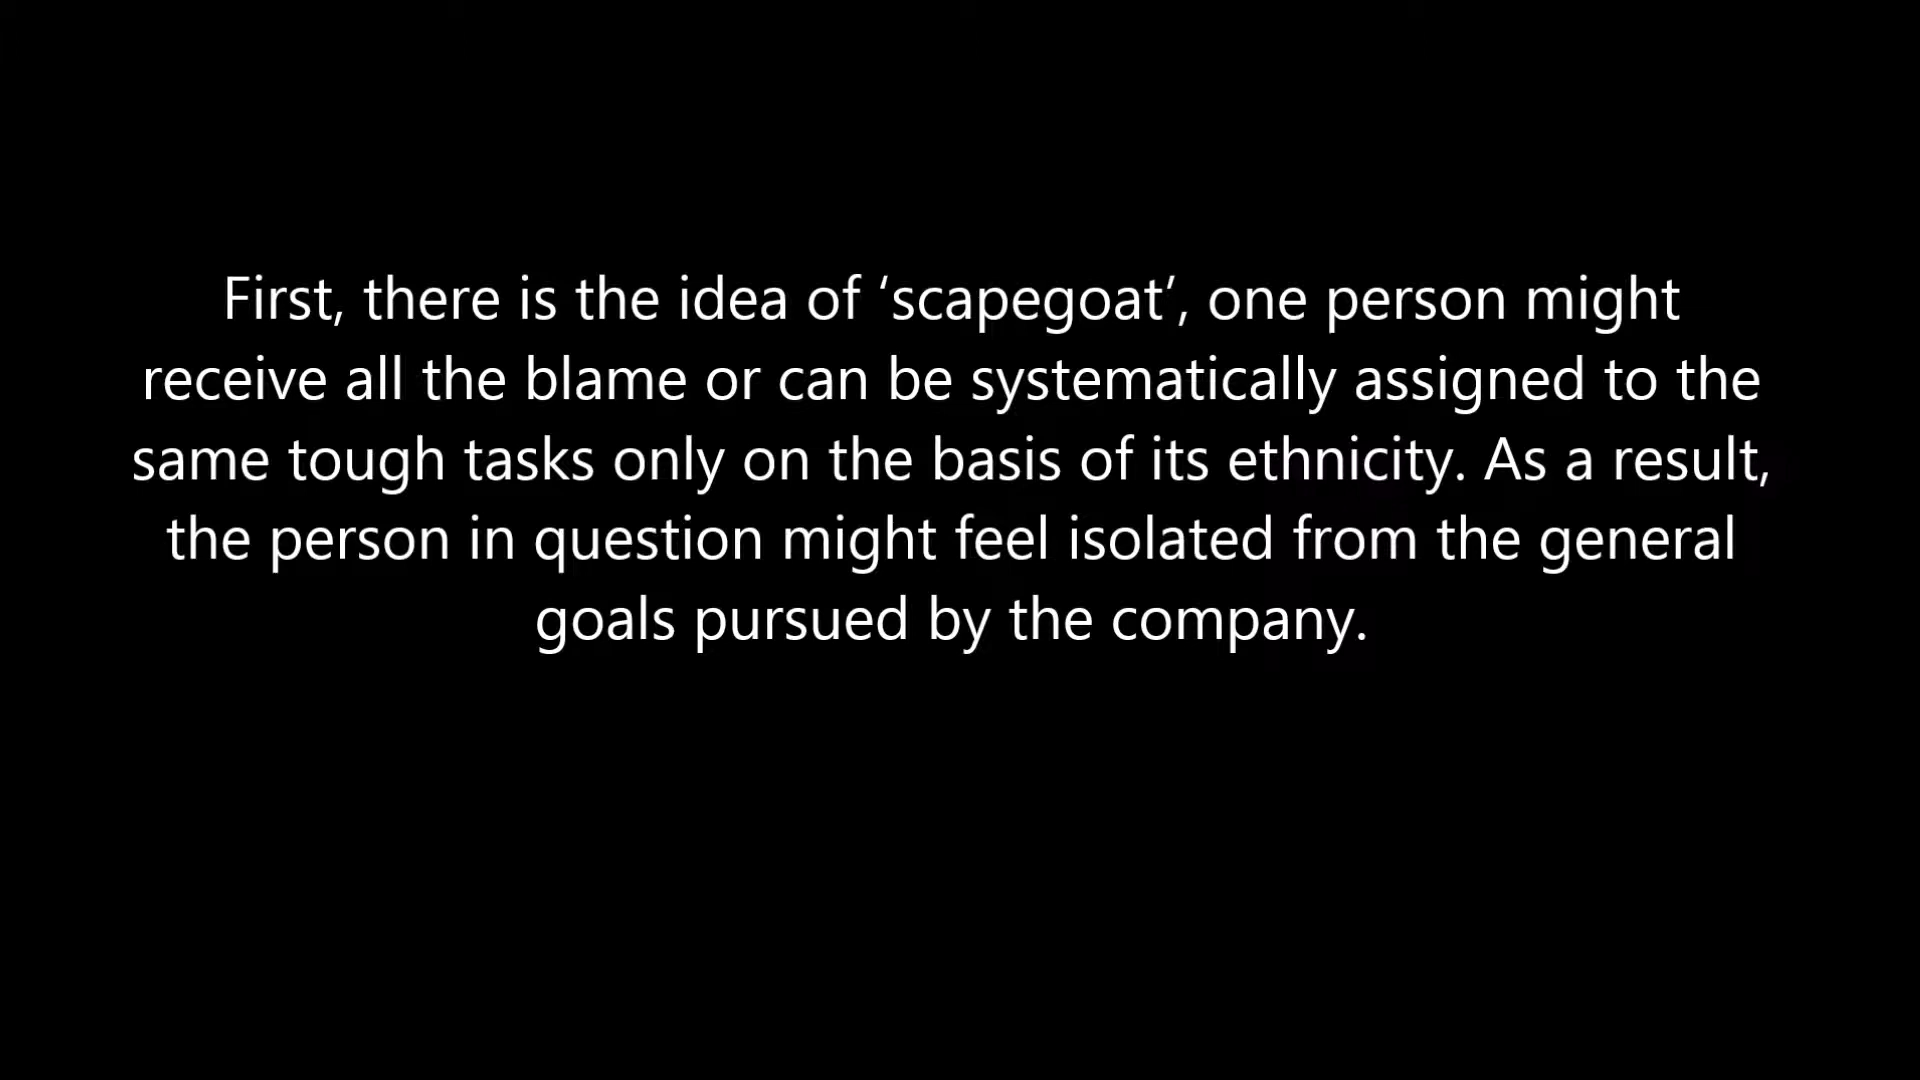 First, there is the idea of ‘scapegoat’, one person might
receive all the blame or can be systematically assigned to the
same tough tasks only on the basis of its ethnicity. As a result,
the person in question might feel isolated from the general
goals pursued by the company.